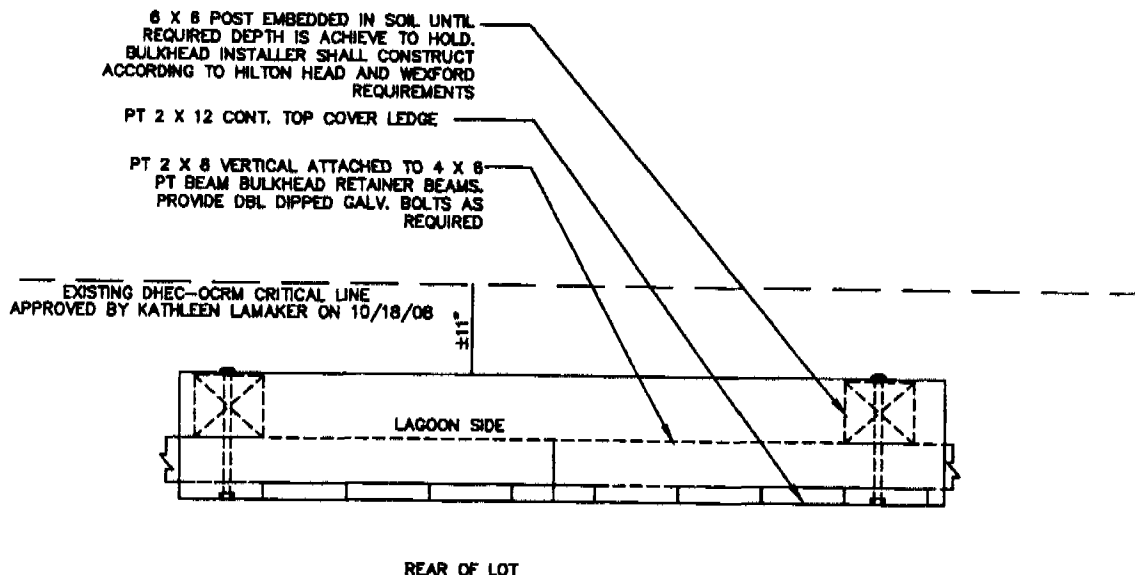 6 X 6 POST EMBEDDED IN SOIL UNTIL
REQUIRED DEPTH IS ACHIEVE TO HOLD.
BULKHEAD INSTALLER SHALL CONSTRUCT
ACCORDING TO HILTON HEAD AND WEXFORD
REQUIREMENTS
PT 2 X 12 CONT. TOP COVER LEDGE
PT 2 X 8 VERTICAL ATTACHED TO 4 X 6
PT BEAM BULKHEAD RETAINER BEAMS.
PROVIDE DBL DIPPED GALV. BOLTS AS
REQUIRED
EXISTING DHEC-OCRM CRITICAL LINE
APPROVED BY KATHLEEN LAMAKER ON 10/18/06
±11"
LAGOON SIDE
REAR OF LOT